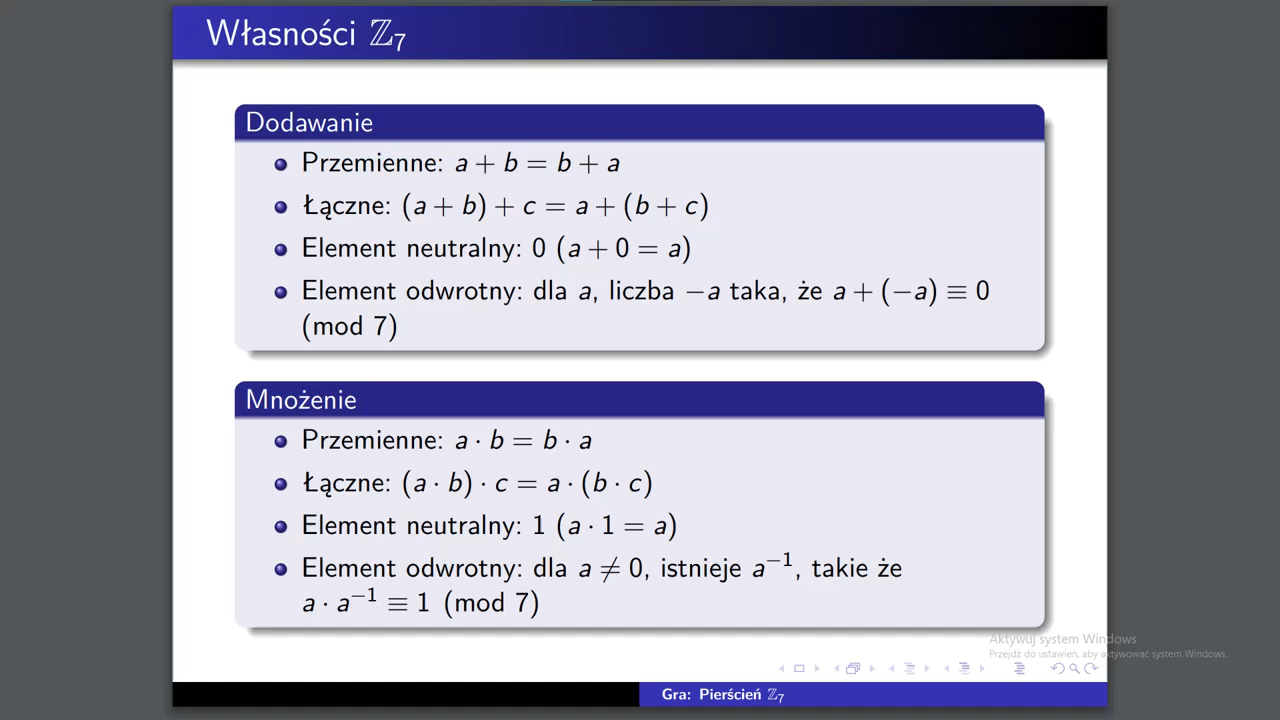 Własności ℤ₇
Dodawanie
Przemienne: a + b = b + a
Łączne: (a + b) + c = a + (b + c)
Element neutralny: 0 (a + 0 = a)
Element odwrotny: dla a, liczba −a taka, że a + (−a) ≡ 0
(mod 7)
Mnożenie
Przemienne: a · b = b · a
Łączne: (a · b) · c = a · (b · c)
Element neutralny: 1 (a · 1 = a)
Element odwrotny: dla a ≠ 0, istnieje a⁻¹, takie że
a · a⁻¹ ≡ 1 (mod 7)
Aktywuj system Windows
Przejdź do ustawień, aby aktywować system Windows.
Gra: Pierścień ℤ₇